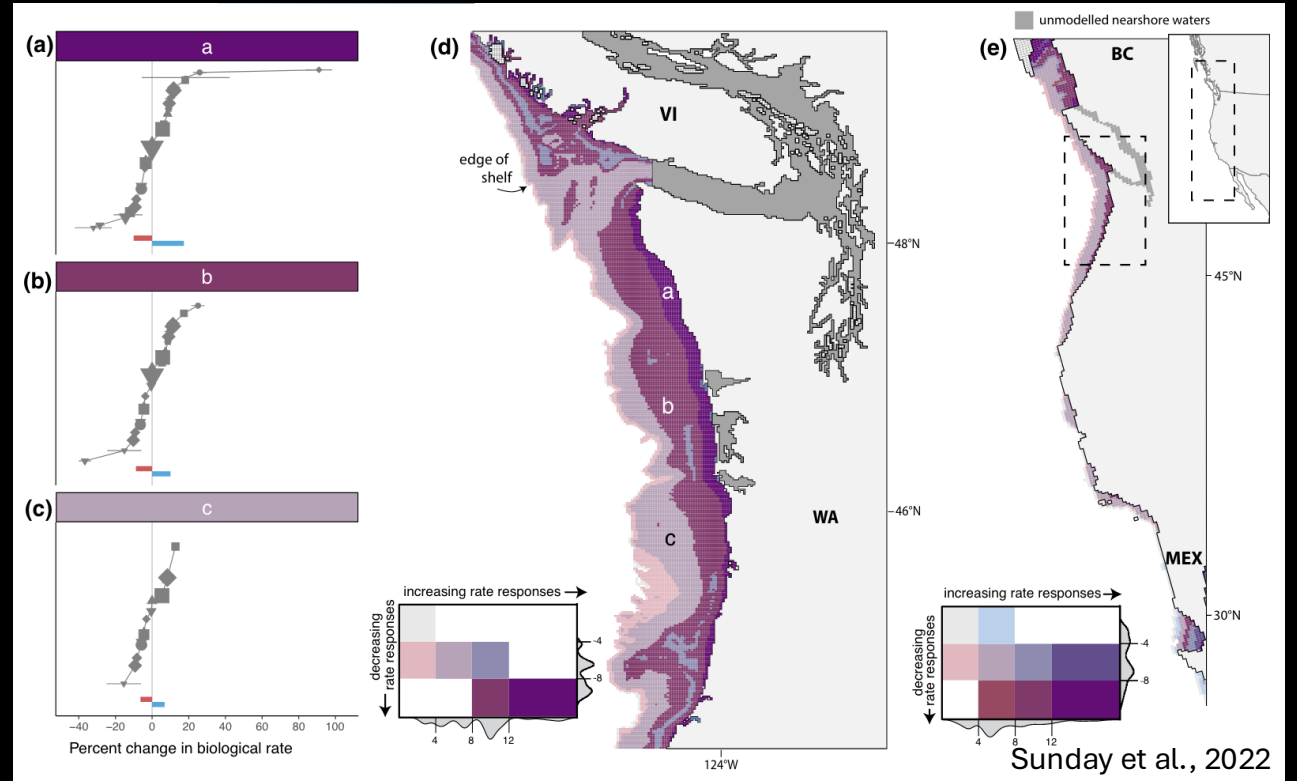 (a)
a
(b)
b
(c)
c
−40
−20
0
20
40
60
80
100
Percent change in biological rate
(d)
VI
edge of
shelf
a
b
c
WA
48°N
46°N
124°W
increasing rate responses
decreasing
rate responses
-4
-8
4
8
12
unmodelled nearshore waters
(e)
BC
45°N
MEX
30°N
increasing rate responses
decreasing
rate responses
-4
-8
4
8
12
Sunday et al., 2022